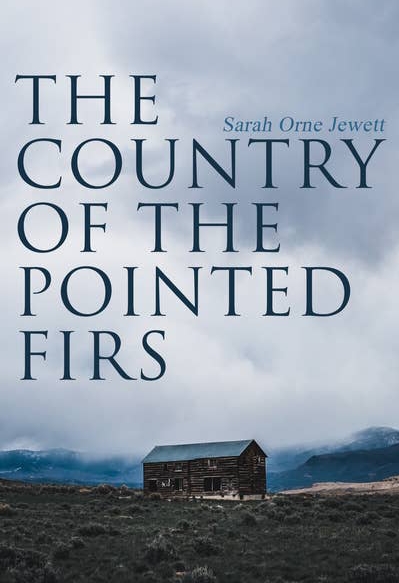 THE
Sarah Orne Jewett
COUNTRY
OF THE
POINTED
FIRS